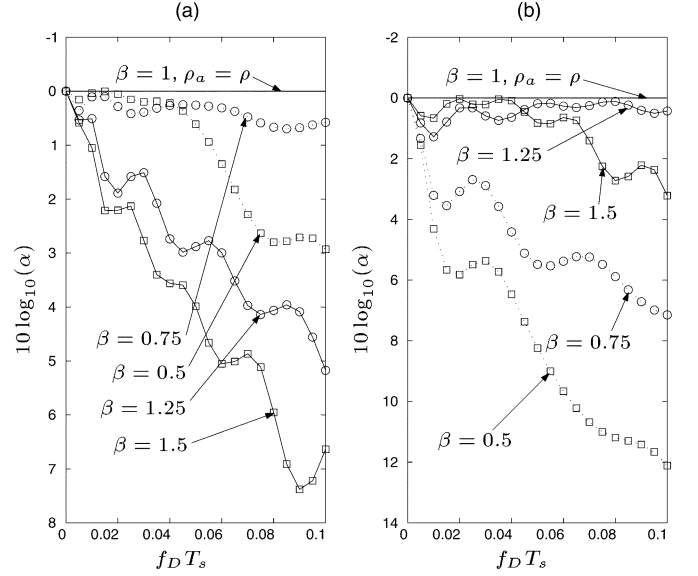 (a)
(b)
-1
0
1
2
3
4
5
6
7
8
10 log10(α)
0
0.02
0.04
0.06
0.08
0.1
f_D T_s
β = 1, ρ_a = ρ
β = 0.75
β = 0.5
β = 1.25
β = 1.5
-2
0
2
4
6
8
10
12
14
10 log10(α)
0
0.02
0.04
0.06
0.08
0.1
f_D T_s
β = 1, ρ_a = ρ
β = 1.25
β = 1.5
β = 0.75
β = 0.5